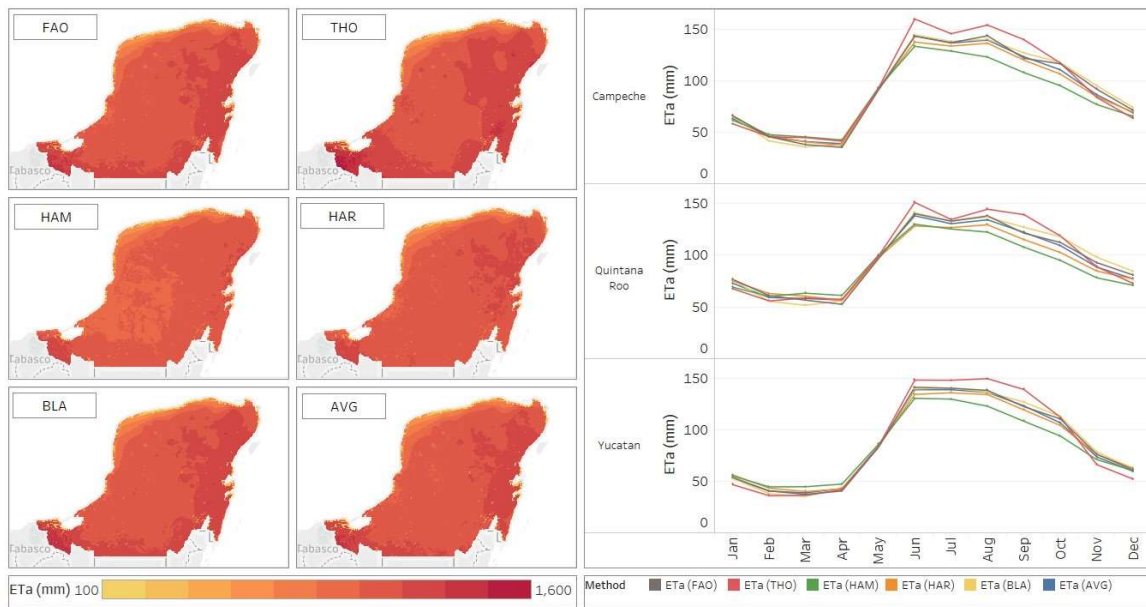 FAO
THO
Tabasco
Tabasco
HAM
HAR
Tabasco
Tabasco
BLA
AVG
Tabasco
Tabasco
ETa (mm) 100
1,600
Campeche
ETa (mm)
150
100
50
0
Quintana
Roo
ETa (mm)
150
100
50
0
Yucatan
ETa (mm)
150
100
50
0
Jan
Feb
Mar
Apr
May
Jun
Jul
Aug
Sep
Oct
Nov
Dec
Method ETa (FAO) ETa (THO) ETa (HAM) ETa (HAR) ETa (BLA) ETa (AVG)